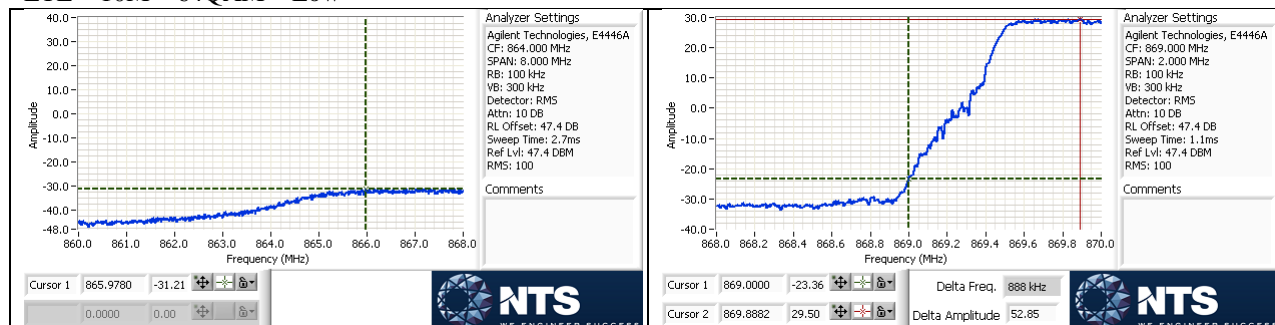 40.0
30.0
20.0
10.0
0.0
-10.0
-20.0
-30.0
-40.0
-48.0
Amplitude
860.0 861.0 862.0 863.0 864.0 865.0 866.0 867.0 868.0
Frequency (MHz)
Analyzer Settings
Agilent Technologies, E4446A
CF: 864.000 MHz
SPAN: 8.000 MHz
RB: 100 kHz
VB: 300 kHz
Detector: RMS
Attn: 10 DB
RL Offset: 47.4 DB
Sweep Time: 2.7ms
Ref Lvl: 47.4 DBM
RMS: 100
Comments
Cursor 1 865.9780 -31.21
0.0000 0.00
NTS
30.0
20.0
10.0
0.0
-10.0
-20.0
-30.0
-40.0
Amplitude
868.0 868.2 868.4 868.6 868.8 869.0 869.2 869.4 869.6 869.8 870.0
Frequency (MHz)
Analyzer Settings
Agilent Technologies, E4446A
CF: 869.000 MHz
SPAN: 2.000 MHz
RB: 100 kHz
VB: 300 kHz
Detector: RMS
Attn: 10 DB
RL Offset: 47.4 DB
Sweep Time: 1.1ms
Ref Lvl: 47.4 DBM
RMS: 100
Comments
Cursor 1 869.0000 -23.36
Cursor 2 869.8882 29.50
Delta Freq. 888 kHz
Delta Amplitude 52.85
NTS